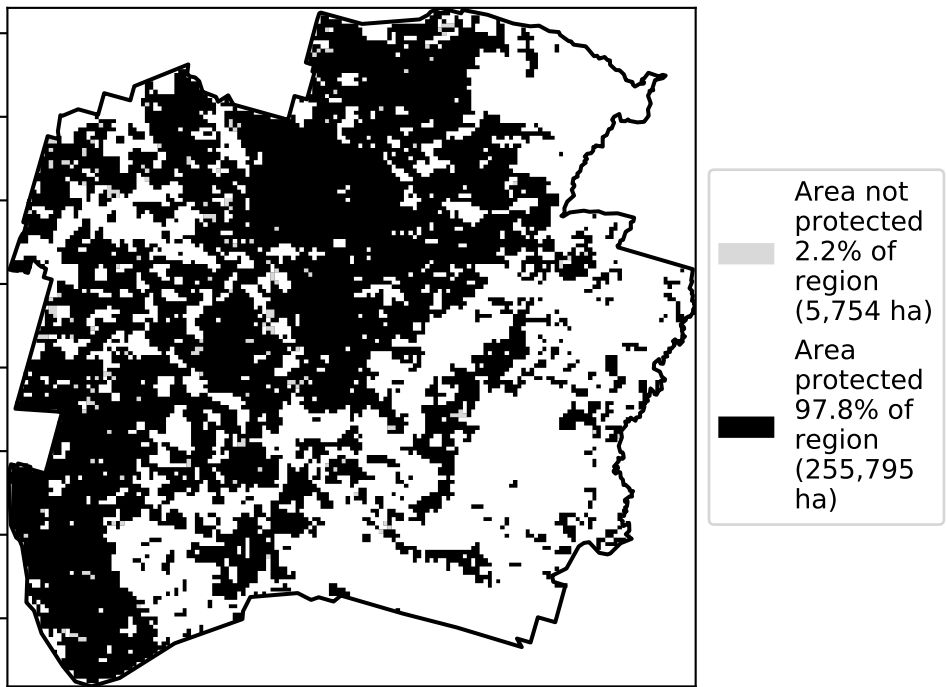 Area not
protected
2.2% of
region
(5,754 ha)
Area
protected
97.8% of
region
(255,795
ha)